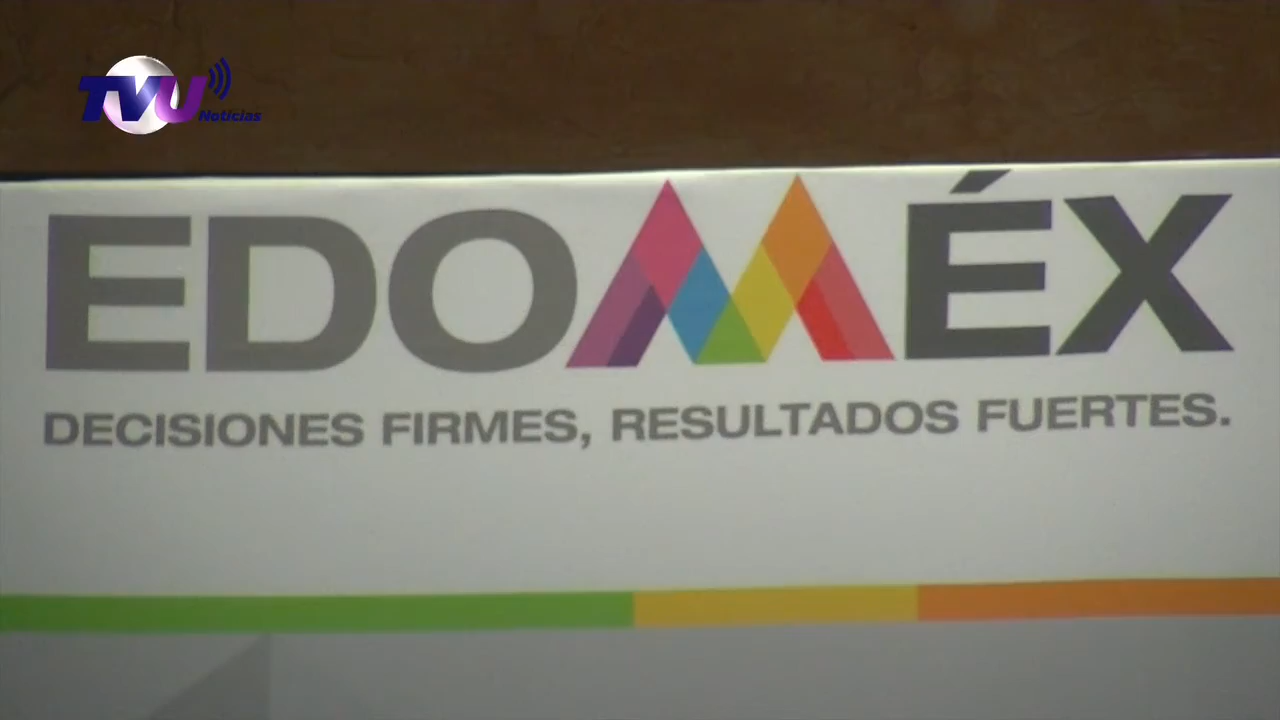 TVU
Noticias
EDOMÉX
DECISIONES FIRMES, RESULTADOS FUERTES.